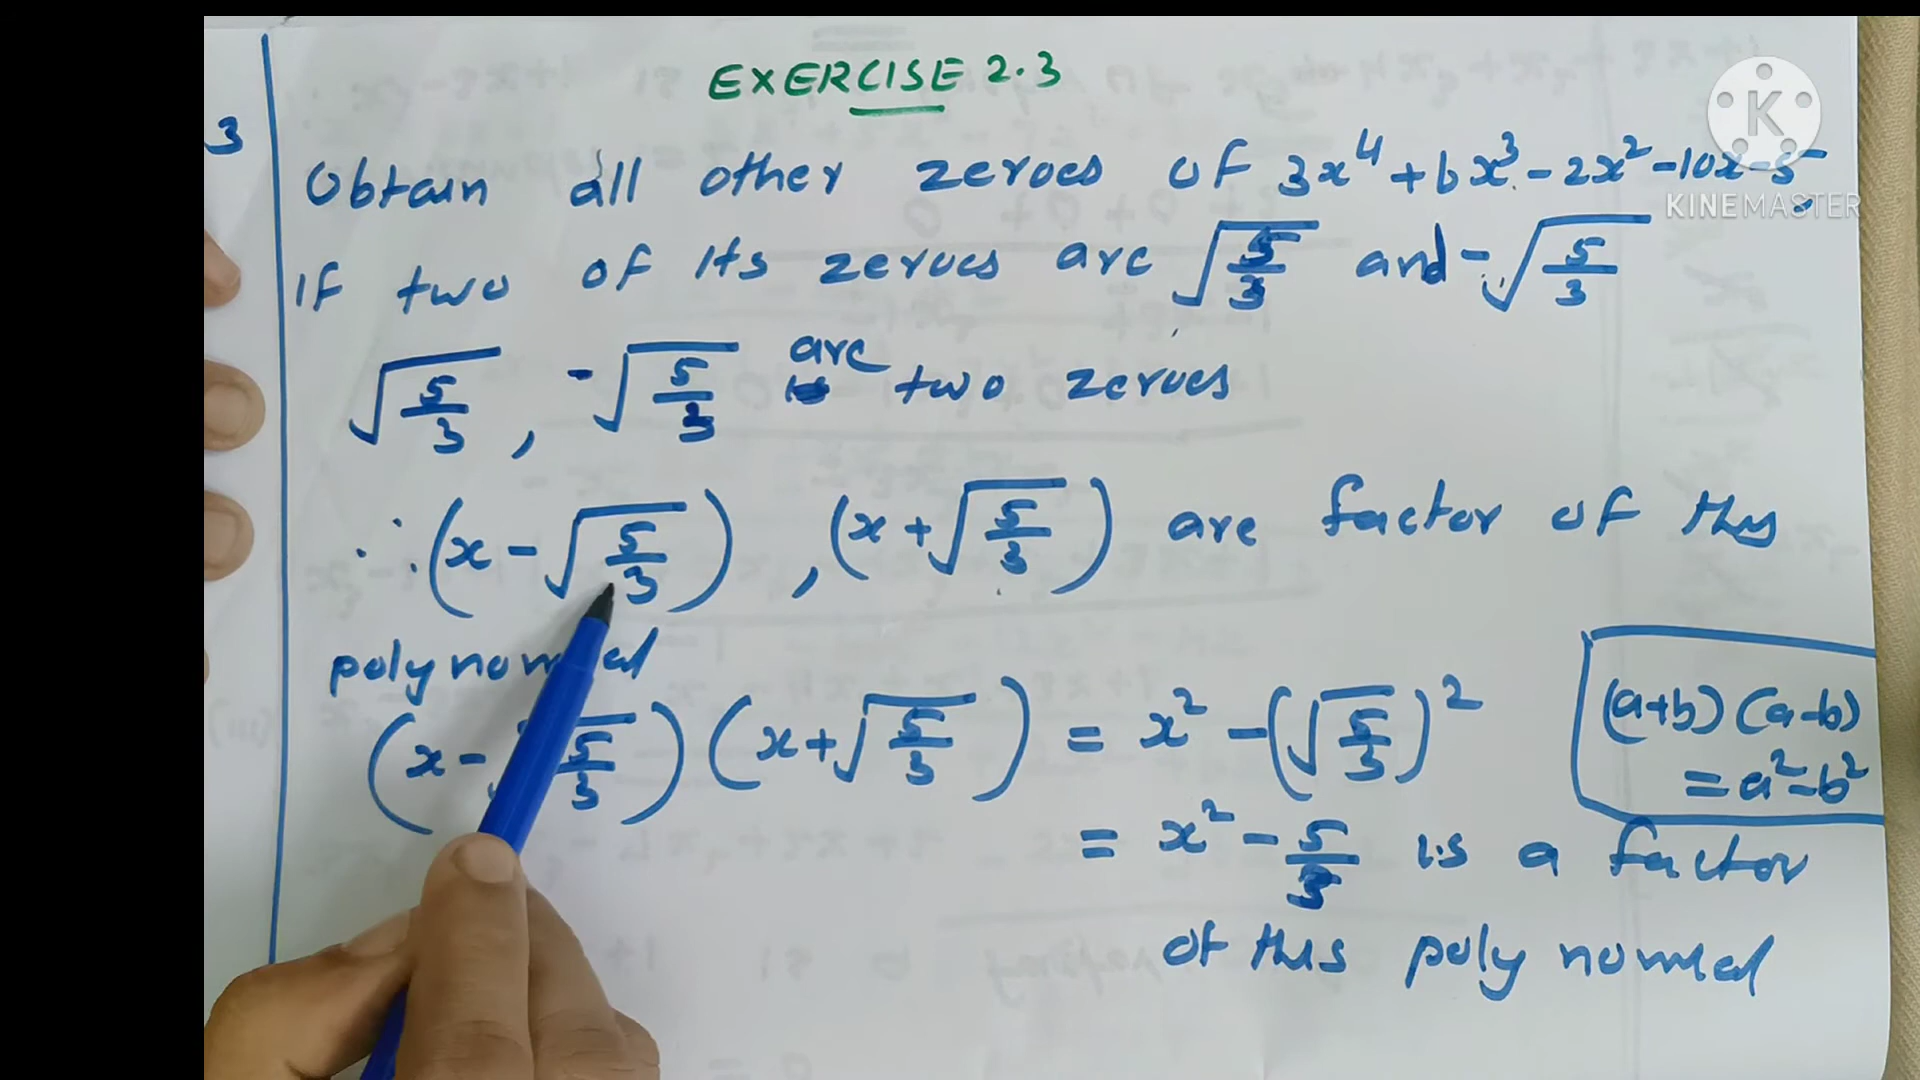 EXERCISE 2.3
3
Obtain all other zeroes of 3x⁴+6x³-2x²-10x-5,
if two of its zeroes are √5/3 and -√5/3
√5/3, -√5/3 are two zeroes
∴(x-√5/3), (x+√5/3) are factor of this
polynomial
(x-√5/3)(x+√5/3) = x²-(√5/3)²
(a+b)(a-b)
=a²-b²
= x²-5/3 is a factor
of this polynomial
K
KINEMASTER